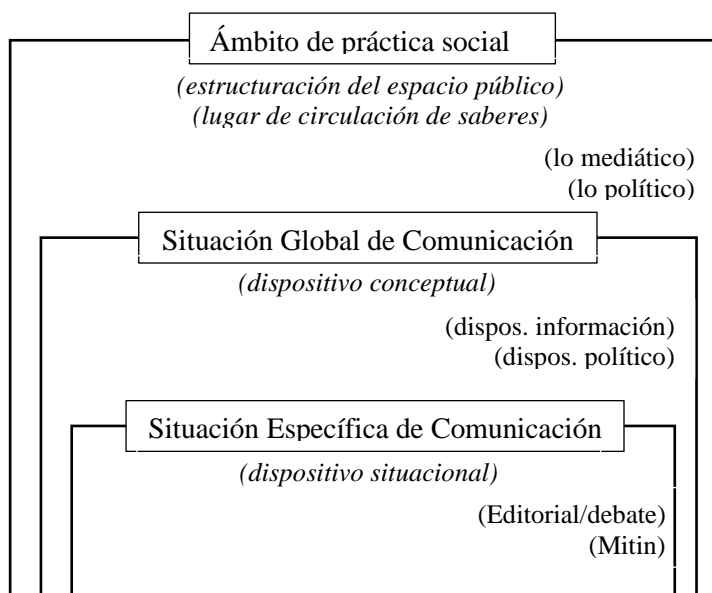 Ámbito de práctica social
(estructuración del espacio público)
(lugar de circulación de saberes)
(lo mediático)
(lo político)
Situación Global de Comunicación
(dispositivo conceptual)
(dispos. información)
(dispos. político)
Situación Específica de Comunicación
(dispositivo situacional)
(Editorial/debate)
(Mitin)